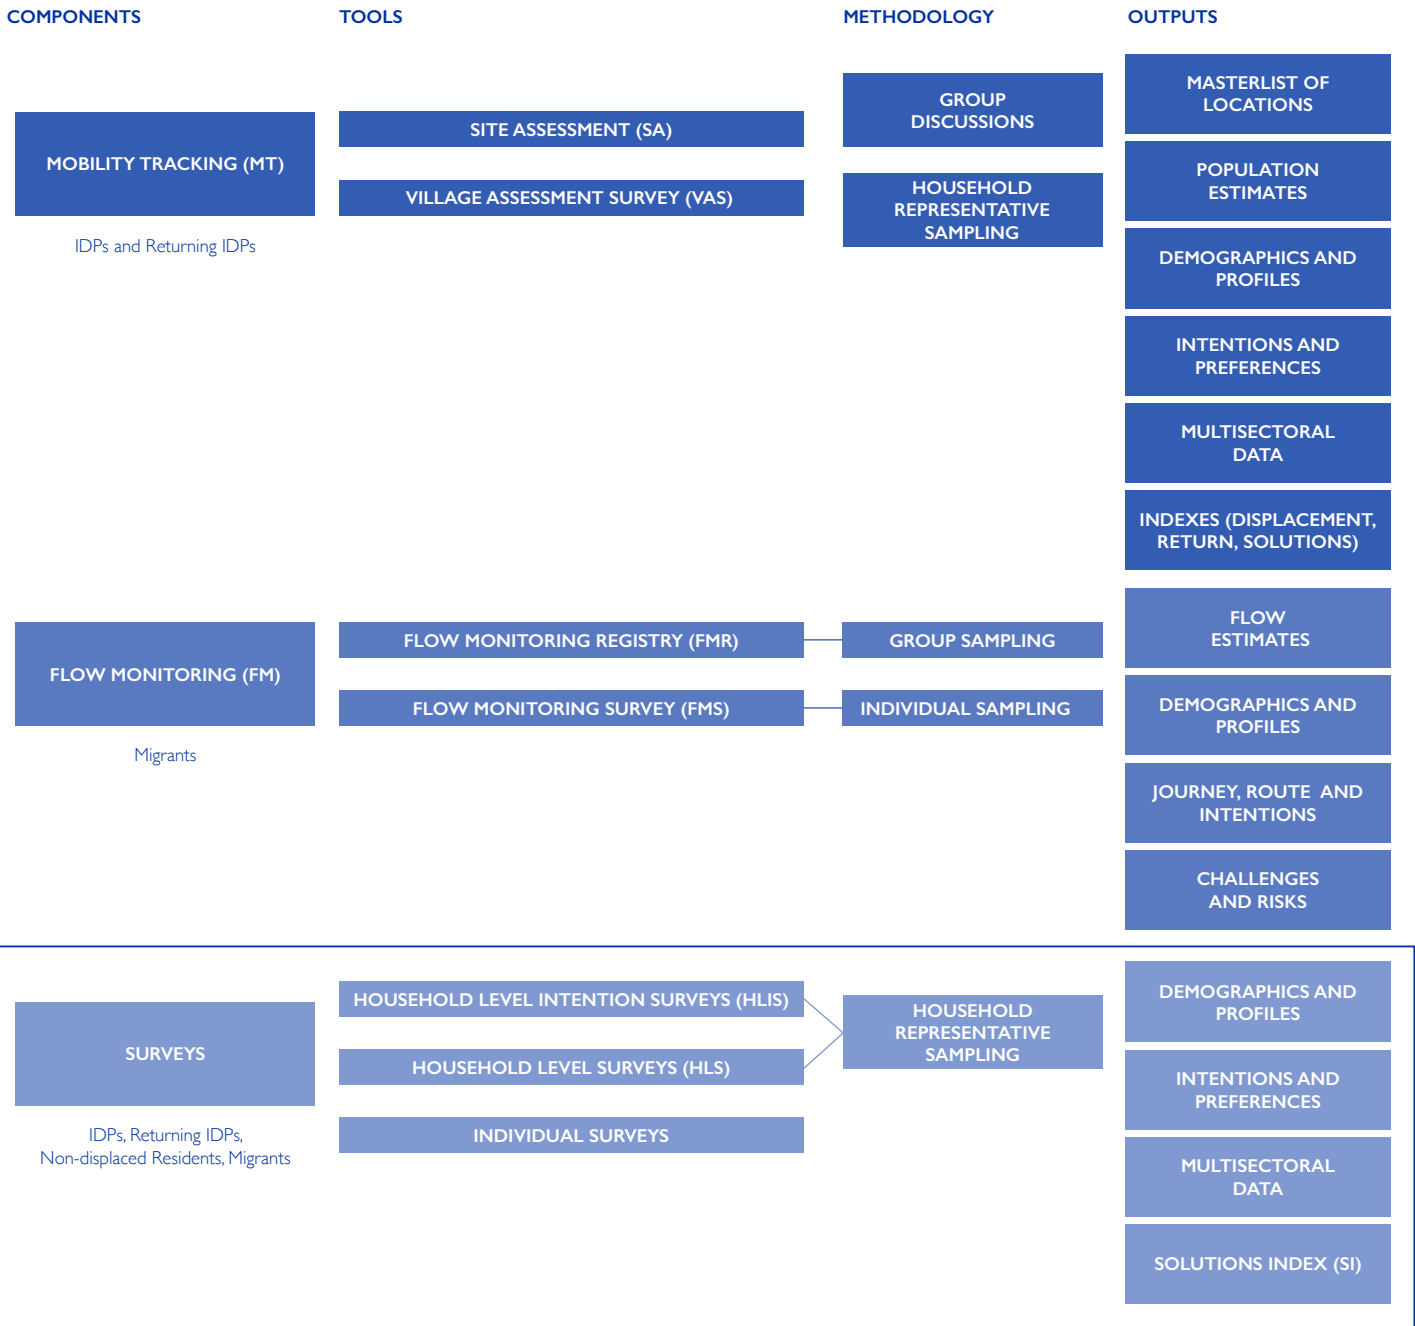 COMPONENTS
TOOLS
METHODOLOGY
OUTPUTS
MOBILITY TRACKING (MT)
IDPs and Returning IDPs
SITE ASSESSMENT (SA)
VILLAGE ASSESSMENT SURVEY (VAS)
GROUP
DISCUSSIONS
HOUSEHOLD
REPRESENTATIVE
SAMPLING
MASTERLIST OF
LOCATIONS
POPULATION
ESTIMATES
DEMOGRAPHICS AND
PROFILES
INTENTIONS AND
PREFERENCES
MULTISECTORAL
DATA
INDEXES (DISPLACEMENT,
RETURN, SOLUTIONS)
FLOW MONITORING (FM)
Migrants
FLOW MONITORING REGISTRY (FMR)
FLOW MONITORING SURVEY (FMS)
GROUP SAMPLING
INDIVIDUAL SAMPLING
FLOW
ESTIMATES
DEMOGRAPHICS AND
PROFILES
JOURNEY, ROUTE AND
INTENTIONS
CHALLENGES
AND RISKS
SURVEYS
IDPs, Returning IDPs,
Non-displaced Residents, Migrants
HOUSEHOLD LEVEL INTENTION SURVEYS (HLIS)
HOUSEHOLD LEVEL SURVEYS (HLS)
INDIVIDUAL SURVEYS
HOUSEHOLD
REPRESENTATIVE
SAMPLING
DEMOGRAPHICS AND
PROFILES
INTENTIONS AND
PREFERENCES
MULTISECTORAL
DATA
SOLUTIONS INDEX (SI)